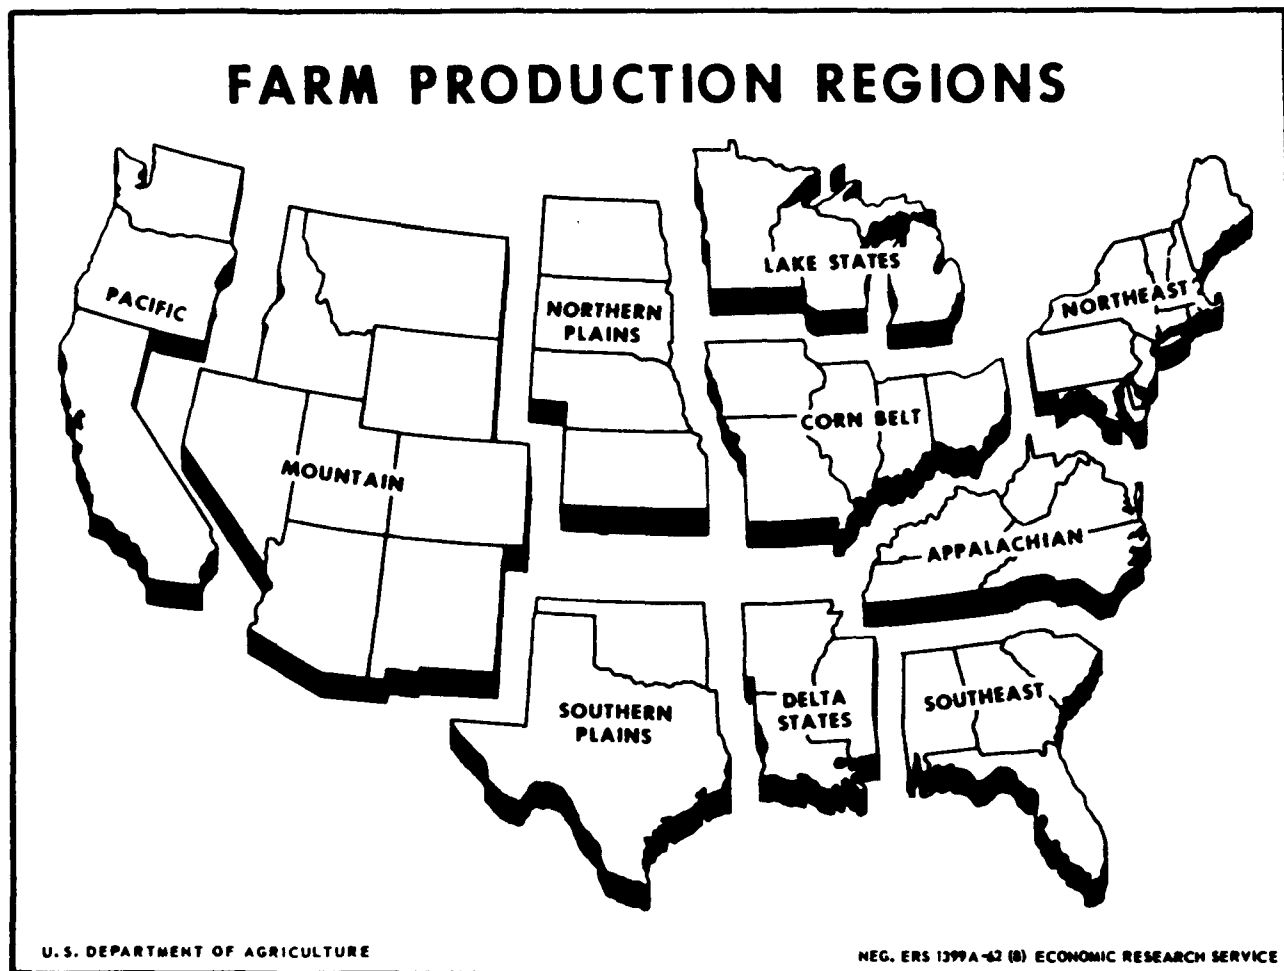 FARM PRODUCTION REGIONS
PACIFIC
MOUNTAIN
NORTHERN
PLAINS
LAKE STATES
CORN BELT
NORTHEAST
APPALACHIAN
SOUTHERN
PLAINS
DELTA
STATES
SOUTHEAST
U. S. DEPARTMENT OF AGRICULTURE
NEG. ERS 1399A-62 (8) ECONOMIC RESEARCH SERVICE